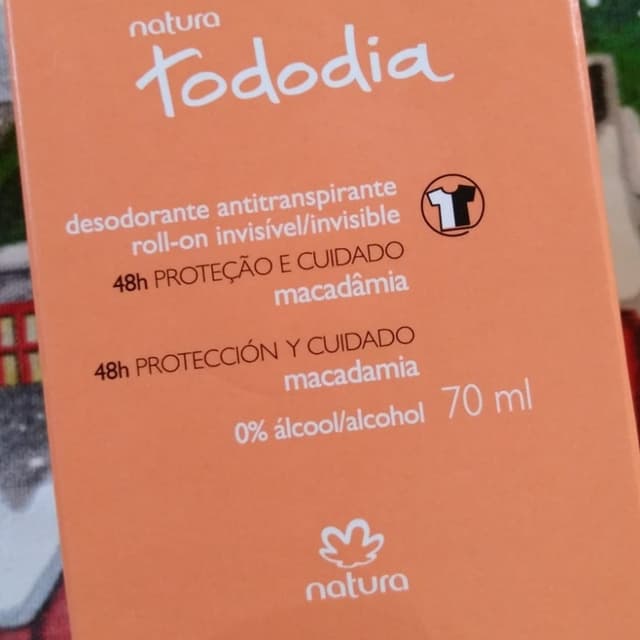 natura
tododia
desodorante antitranspirante
roll-on invisível/invisible
48h PROTEÇÃO E CUIDADO
macadâmia
48h PROTECCIÓN Y CUIDADO
macadamia
0% álcool/alcohol 70 ml
natura